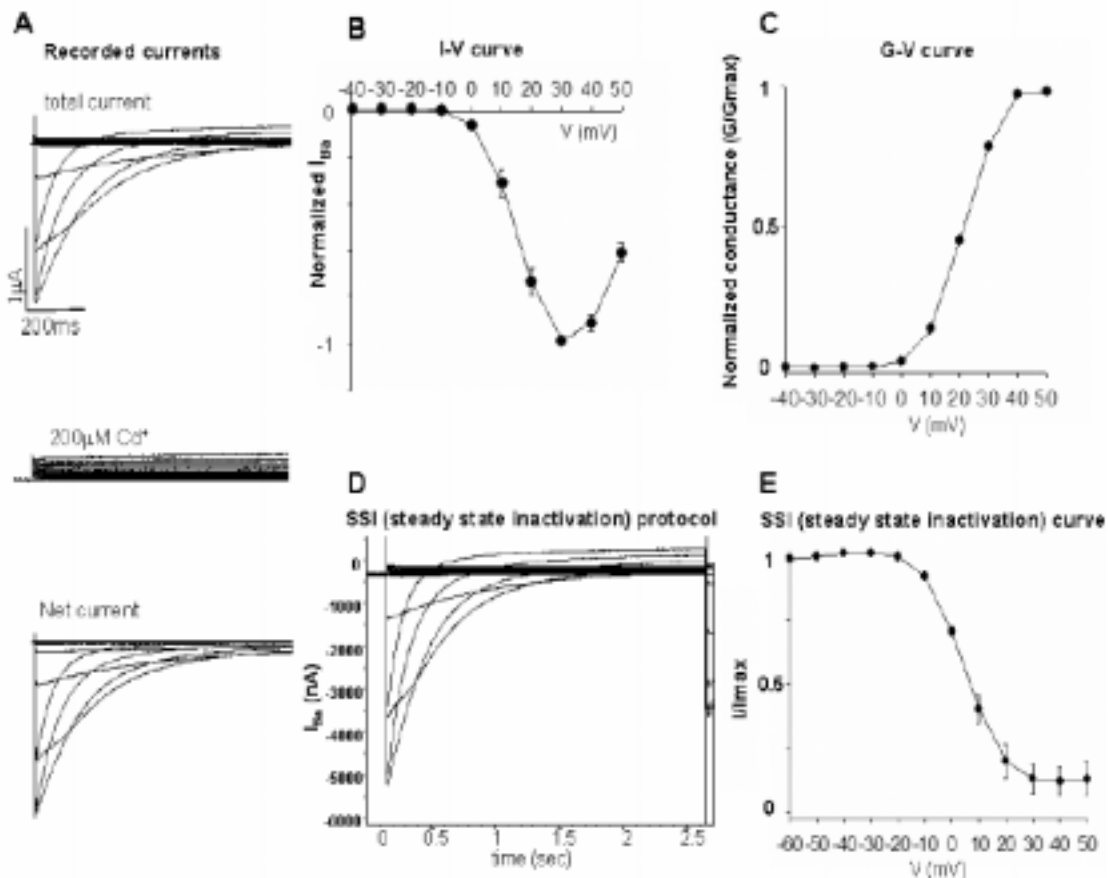 A
Recorded currents
total current
1µA
200ms
200µM Cd⁺
Net current
B
I-V curve
-40 -30 -20 -10 0 10 20 30 40 50
V (mV)
0
-1
Normalized I_Ba
C
G-V curve
Normalized conductance (G/Gmax)
1
0.5
0
-40 -30 -20 -10 0 10 20 30 40 50
V (mV)
D
SSI (steady state inactivation) protocol
I_Ba (nA)
0
-1000
-2000
-3000
-4000
-5000
-6000
0 0.5 1 1.5 2 2.5
time (sec)
E
SSI (steady state inactivation) curve
I/Imax
1
0.5
0
-60 -50 -40 -30 -20 -10 0 10 20 30 40 50
V (mV)